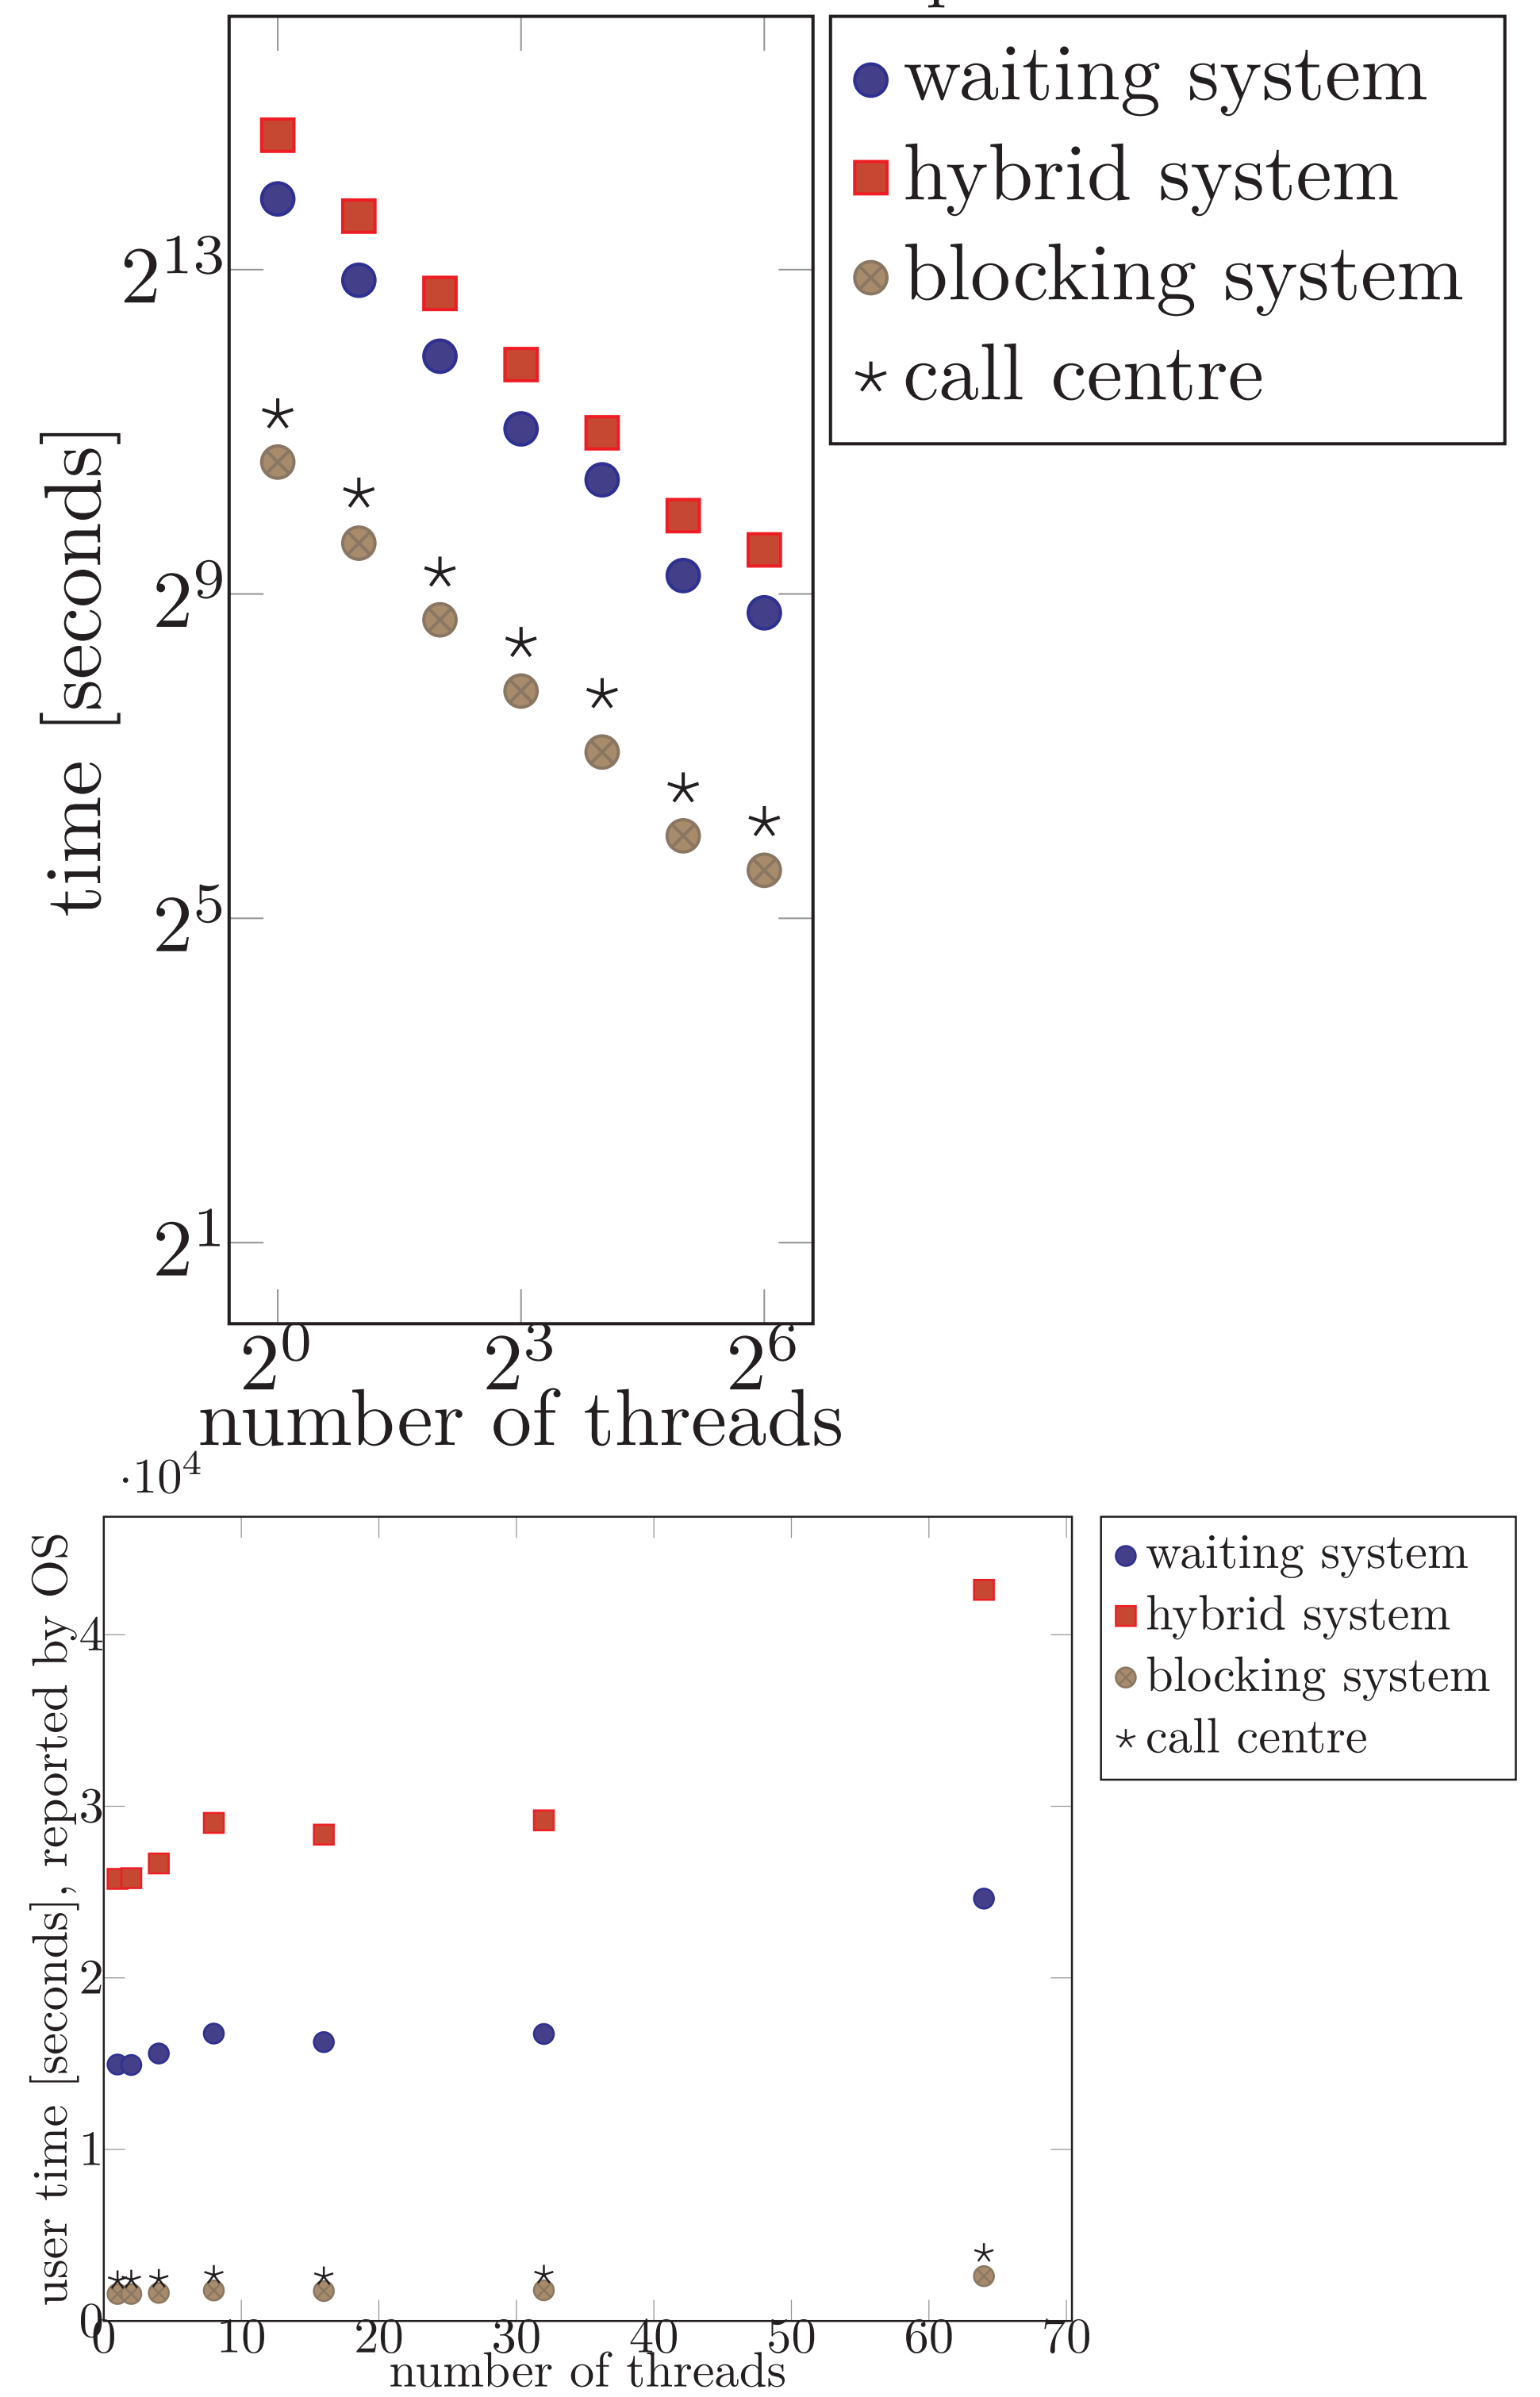 waiting system
hybrid system
blocking system
call centre
time [seconds]
2^13
2^9
2^5
2^1
2^0 2^3 2^6
number of threads
·10^4
waiting system
hybrid system
blocking system
call centre
user time [seconds], reported by OS
4
3
2
1
0
0 10 20 30 40 50 60 70
number of threads